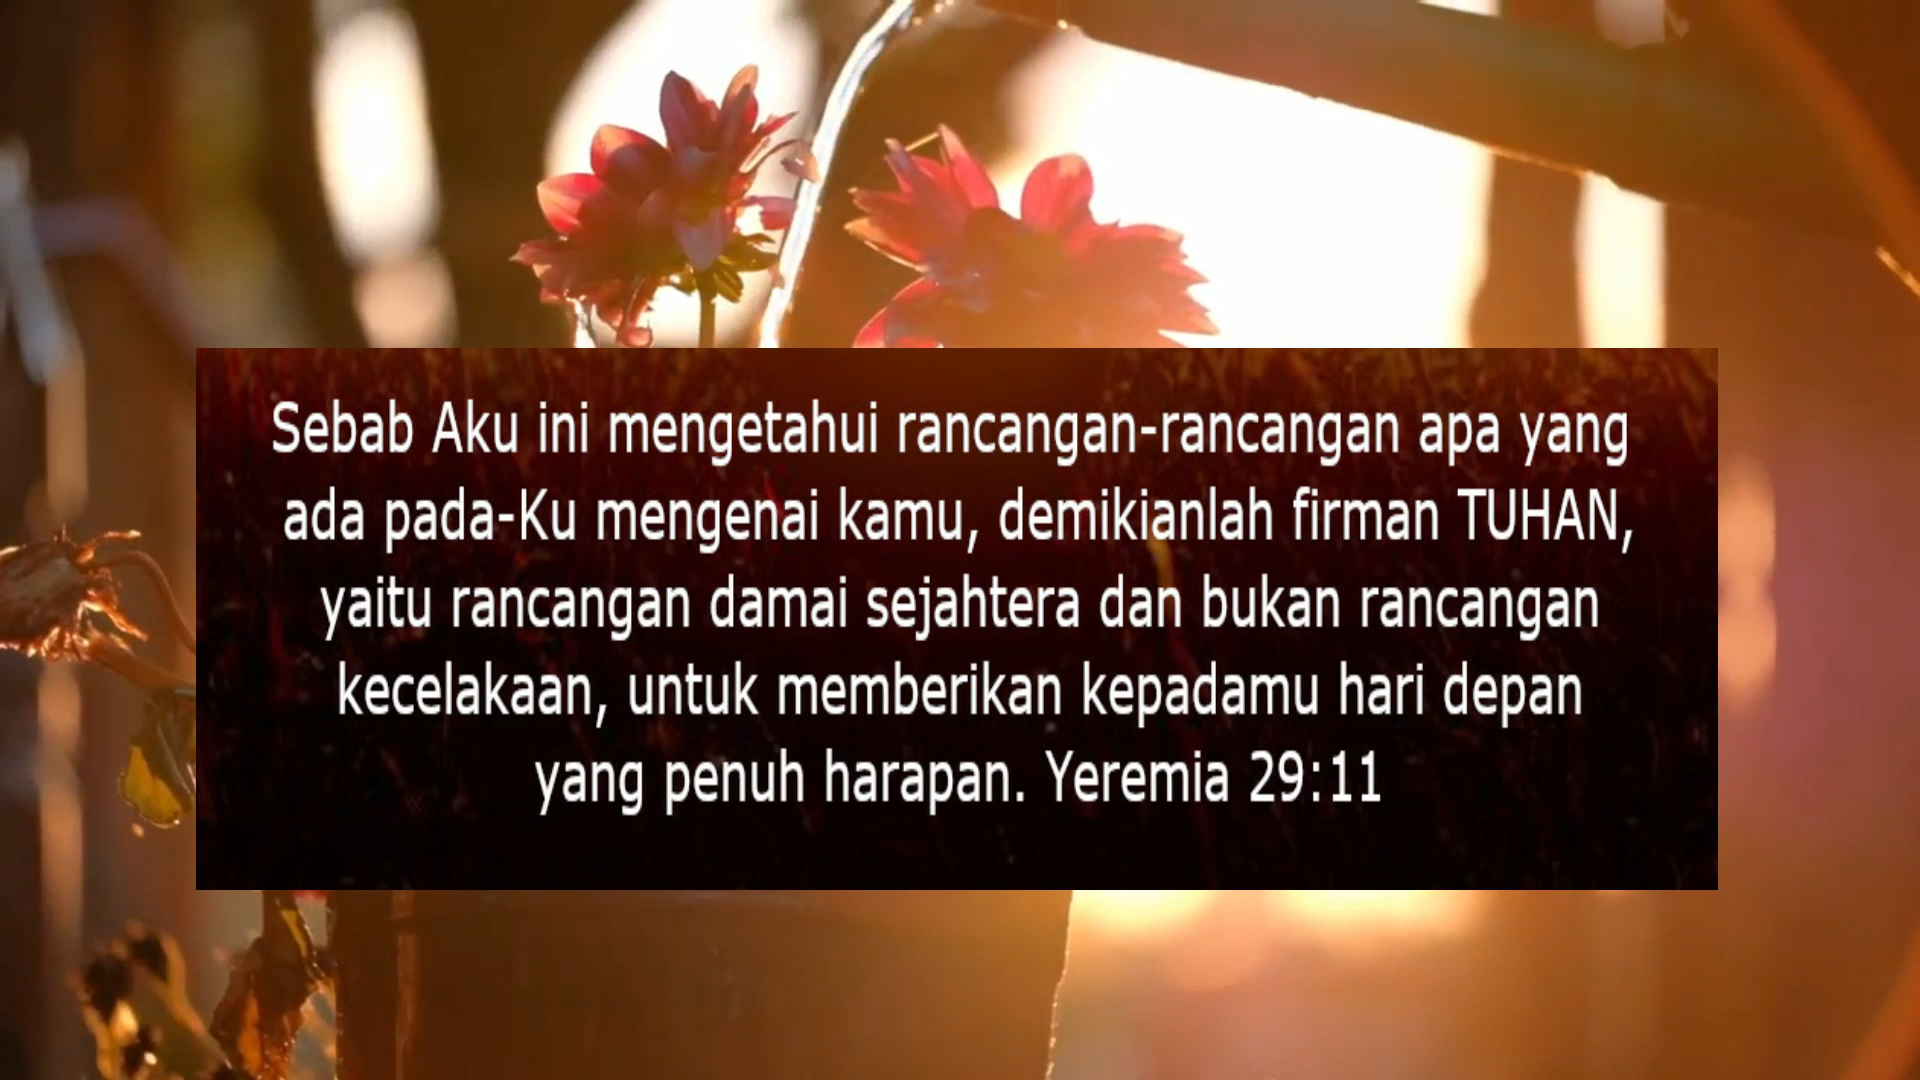 Sebab Aku ini mengetahui rancangan-rancangan apa yang
ada pada-Ku mengenai kamu, demikianlah firman TUHAN,
yaitu rancangan damai sejahtera dan bukan rancangan
kecelakaan, untuk memberikan kepadamu hari depan
yang penuh harapan. Yeremia 29:11